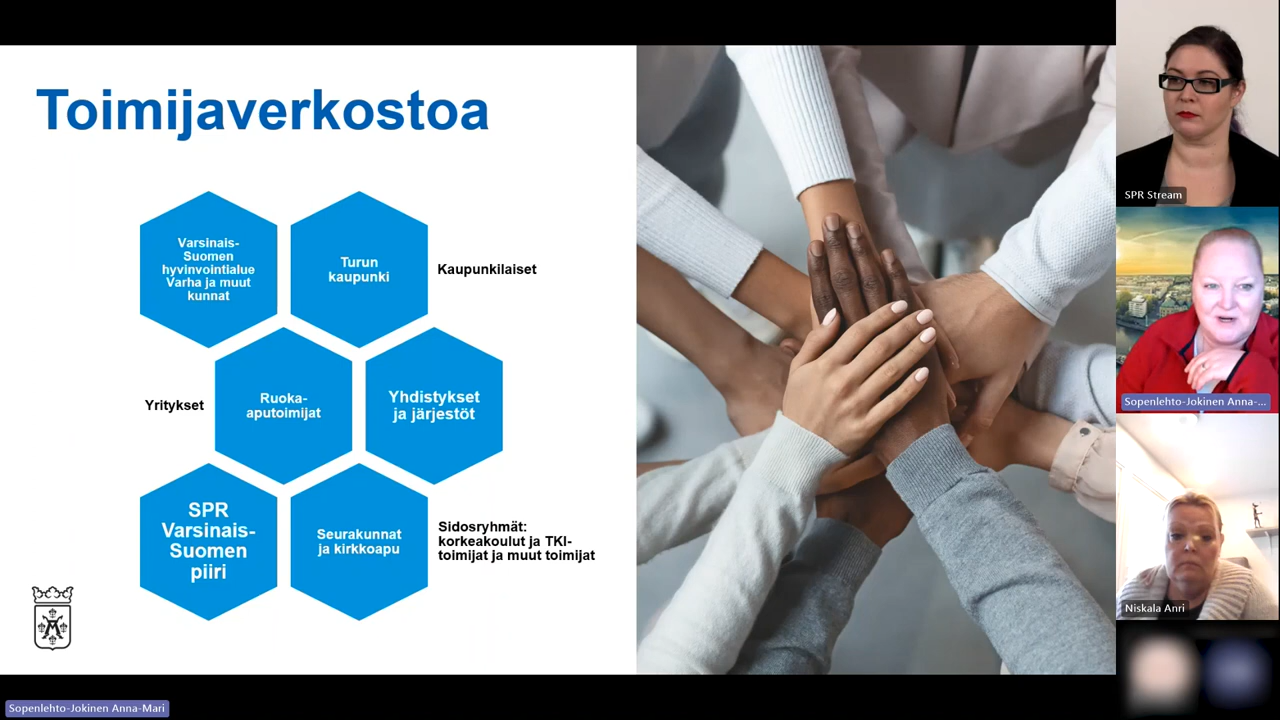 Toimijaverkostoa
Varsinais-
Suomen
hyvinvointialue
Varha ja muut
kunnat
Turun
kaupunki
Kaupunkilaiset
Yritykset
Ruoka-
aputoimijat
Yhdistykset
ja järjestöt
SPR
Varsinais-
Suomen
piiri
Seurakunnat
ja kirkkoapu
Sidosryhmät:
korkeakoulut ja TKI-
toimijat ja muut toimijat
SPR Stream
Sopenlehto-Jokinen Anna-...
Niskala Anri
Sopenlehto-Jokinen Anna-Mari